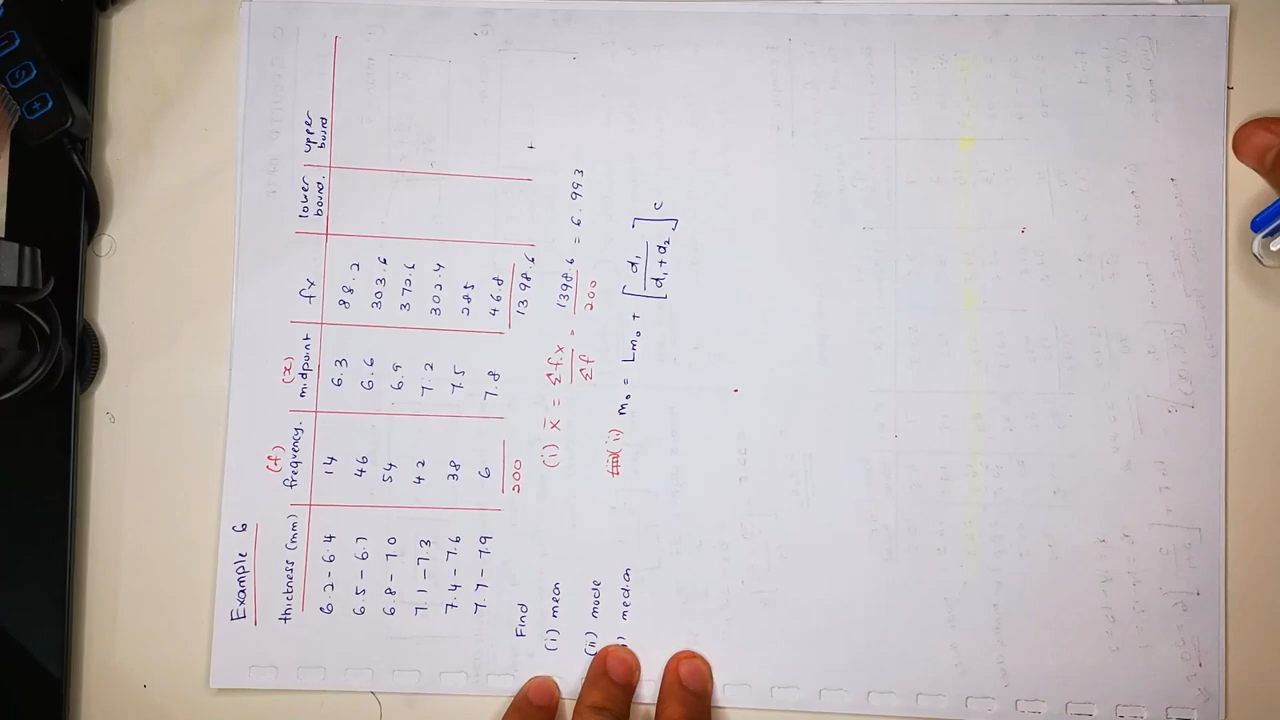 Example 6
(f) (x)
thickness (mm) frequency. midpoint fx lower bound. upper bound
6.2 - 6.4 14 6.3 88.2
6.5 - 6.7 46 6.6 303.6
6.8 - 7.0 54 6.9 372.6
7.1 - 7.3 42 7.2 302.4
7.4 - 7.6 38 7.5 285
7.7 - 7.9 6 7.8 46.8
200 1398.6
Find
(i) mean (i) x̄ = Σf.x / Σf = 1398.6 / 200 = 6.993
(ii) mode (ii) mo = Lmo + [d1 / d1 + d2] c
) median